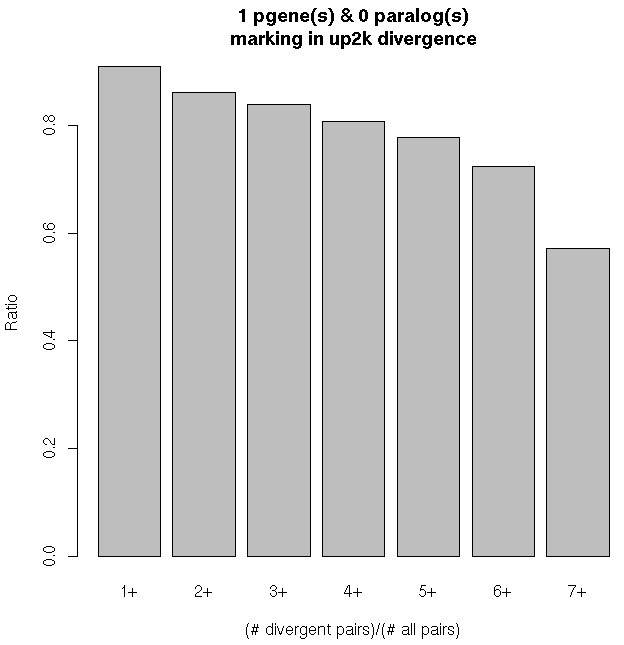 1 pgene(s) & 0 paralog(s)
marking in up2k divergence
Ratio
0.8
0.6
0.4
0.2
0.0
1+ 2+ 3+ 4+ 5+ 6+ 7+
(# divergent pairs)/(# all pairs)